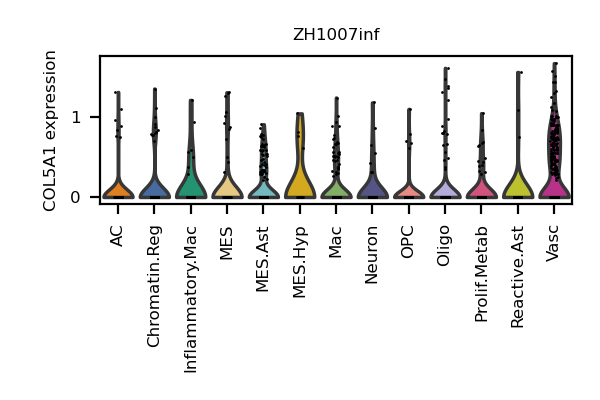 ZH1007inf
COL5A1 expression
1
0
AC
Chromatin.Reg
Inflammatory.Mac
MES
MES.Ast
MES.Hyp
Mac
Neuron
OPC
Oligo
Prolif.Metab
Reactive.Ast
Vasc